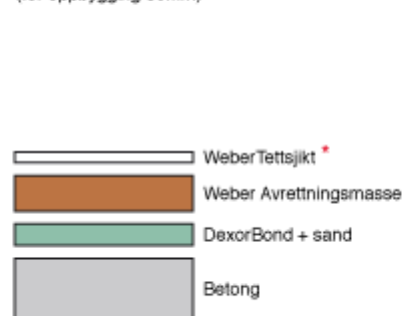 WeberTettsjikt *
Weber Avrettningsmasse
DexorBond + sand
Betong